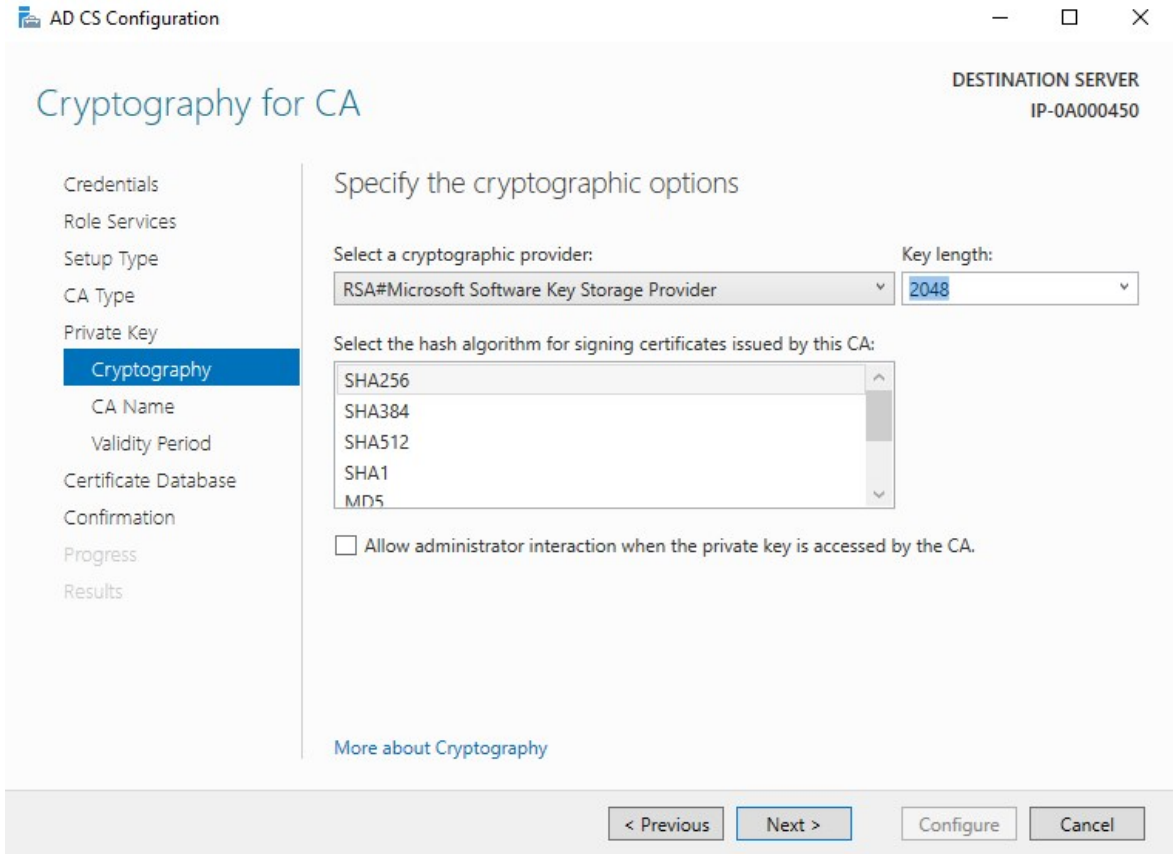 AD CS Configuration
DESTINATION SERVER
IP-0A000450
Cryptography for CA
Credentials
Role Services
Setup Type
CA Type
Private Key
Cryptography
CA Name
Validity Period
Certificate Database
Confirmation
Progress
Results
Specify the cryptographic options
Select a cryptographic provider:
Key length:
RSA#Microsoft Software Key Storage Provider
2048
Select the hash algorithm for signing certificates issued by this CA:
SHA256
SHA384
SHA512
SHA1
MD5
Allow administrator interaction when the private key is accessed by the CA.
More about Cryptography
< Previous
Next >
Configure
Cancel